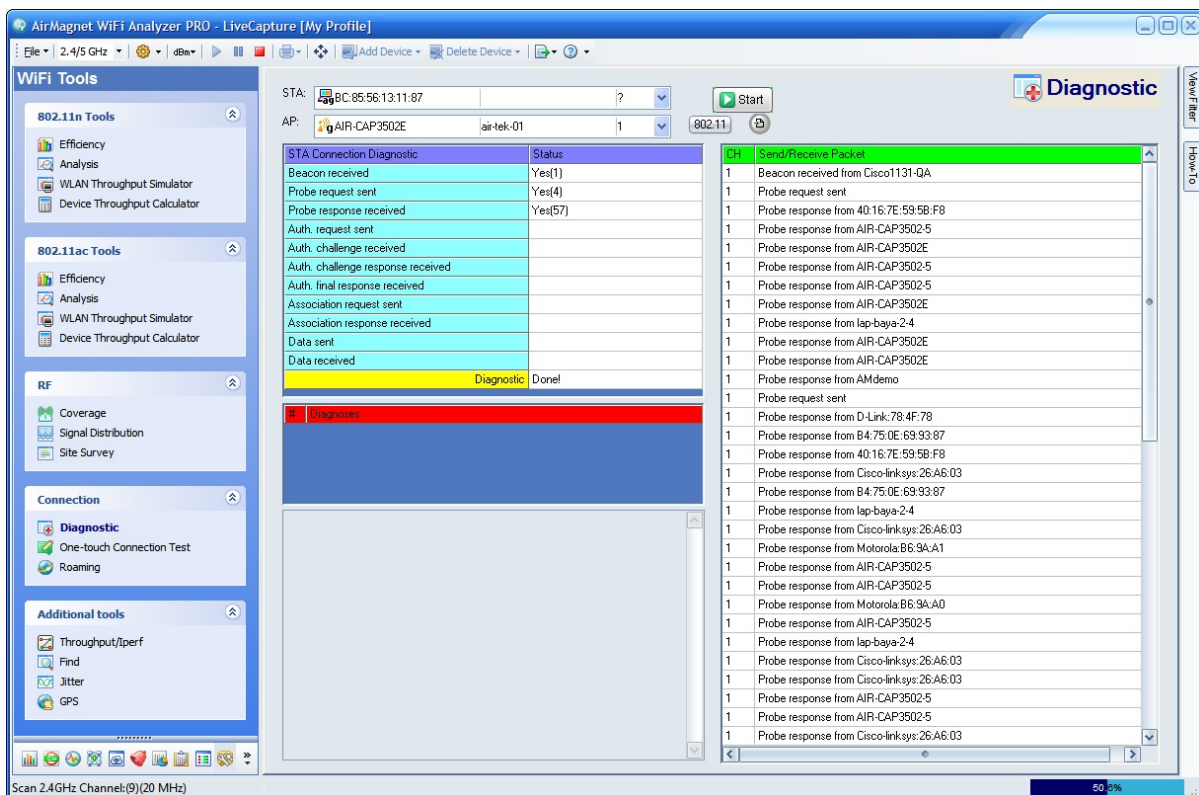 AirMagnet WiFi Analyzer PRO - LiveCapture [My Profile]
File 2.4/5 GHz dBm Add Device Delete Device
WiFi Tools
802.11n Tools
Efficiency
Analysis
WLAN Throughput Simulator
Device Throughput Calculator
802.11ac Tools
Efficiency
Analysis
WLAN Throughput Simulator
Device Throughput Calculator
RF
Coverage
Signal Distribution
Site Survey
Connection
Diagnostic
One-touch Connection Test
Roaming
Additional tools
Throughput/Iperf
Find
Jitter
GPS
STA: ag BC:85:56:13:11:87 ?
AP: g AIR-CAP3502E air-tek-01 1
Start
802.11
Diagnostic
View Filter
How-To
STA Connection Diagnostic Status
Beacon received Yes(1)
Probe request sent Yes(4)
Probe response received Yes(57)
Auth. request sent
Auth. challenge received
Auth. challenge response received
Auth. final response received
Association request sent
Association response received
Data sent
Data received
Diagnostic Done!
# Diagnoses
CH Send/Receive Packet
1 Beacon received from Cisco1131-QA
1 Probe request sent
1 Probe response from 40:16:7E:59:5B:F8
1 Probe response from AIR-CAP3502-5
1 Probe response from AIR-CAP3502E
1 Probe response from AIR-CAP3502-5
1 Probe response from AIR-CAP3502-5
1 Probe response from AIR-CAP3502E
1 Probe response from lap-baya-2-4
1 Probe response from AIR-CAP3502E
1 Probe response from AIR-CAP3502E
1 Probe response from AMdemo
1 Probe request sent
1 Probe response from D-Link:78:4F:78
1 Probe response from B4:75:0E:69:93:87
1 Probe response from 40:16:7E:59:5B:F8
1 Probe response from Cisco-linksys:26:A6:03
1 Probe response from B4:75:0E:69:93:87
1 Probe response from lap-baya-2-4
1 Probe response from Cisco-linksys:26:A6:03
1 Probe response from Motorola:B6:9A:A1
1 Probe response from AIR-CAP3502-5
1 Probe response from AIR-CAP3502-5
1 Probe response from Motorola:B6:9A:A0
1 Probe response from AIR-CAP3502-5
1 Probe response from lap-baya-2-4
1 Probe response from Cisco-linksys:26:A6:03
1 Probe response from Cisco-linksys:26:A6:03
1 Probe response from AIR-CAP3502-5
1 Probe response from AIR-CAP3502-5
1 Probe response from Cisco-linksys:26:A6:03
Scan 2.4GHz Channel:(9)(20 MHz)
50.6%